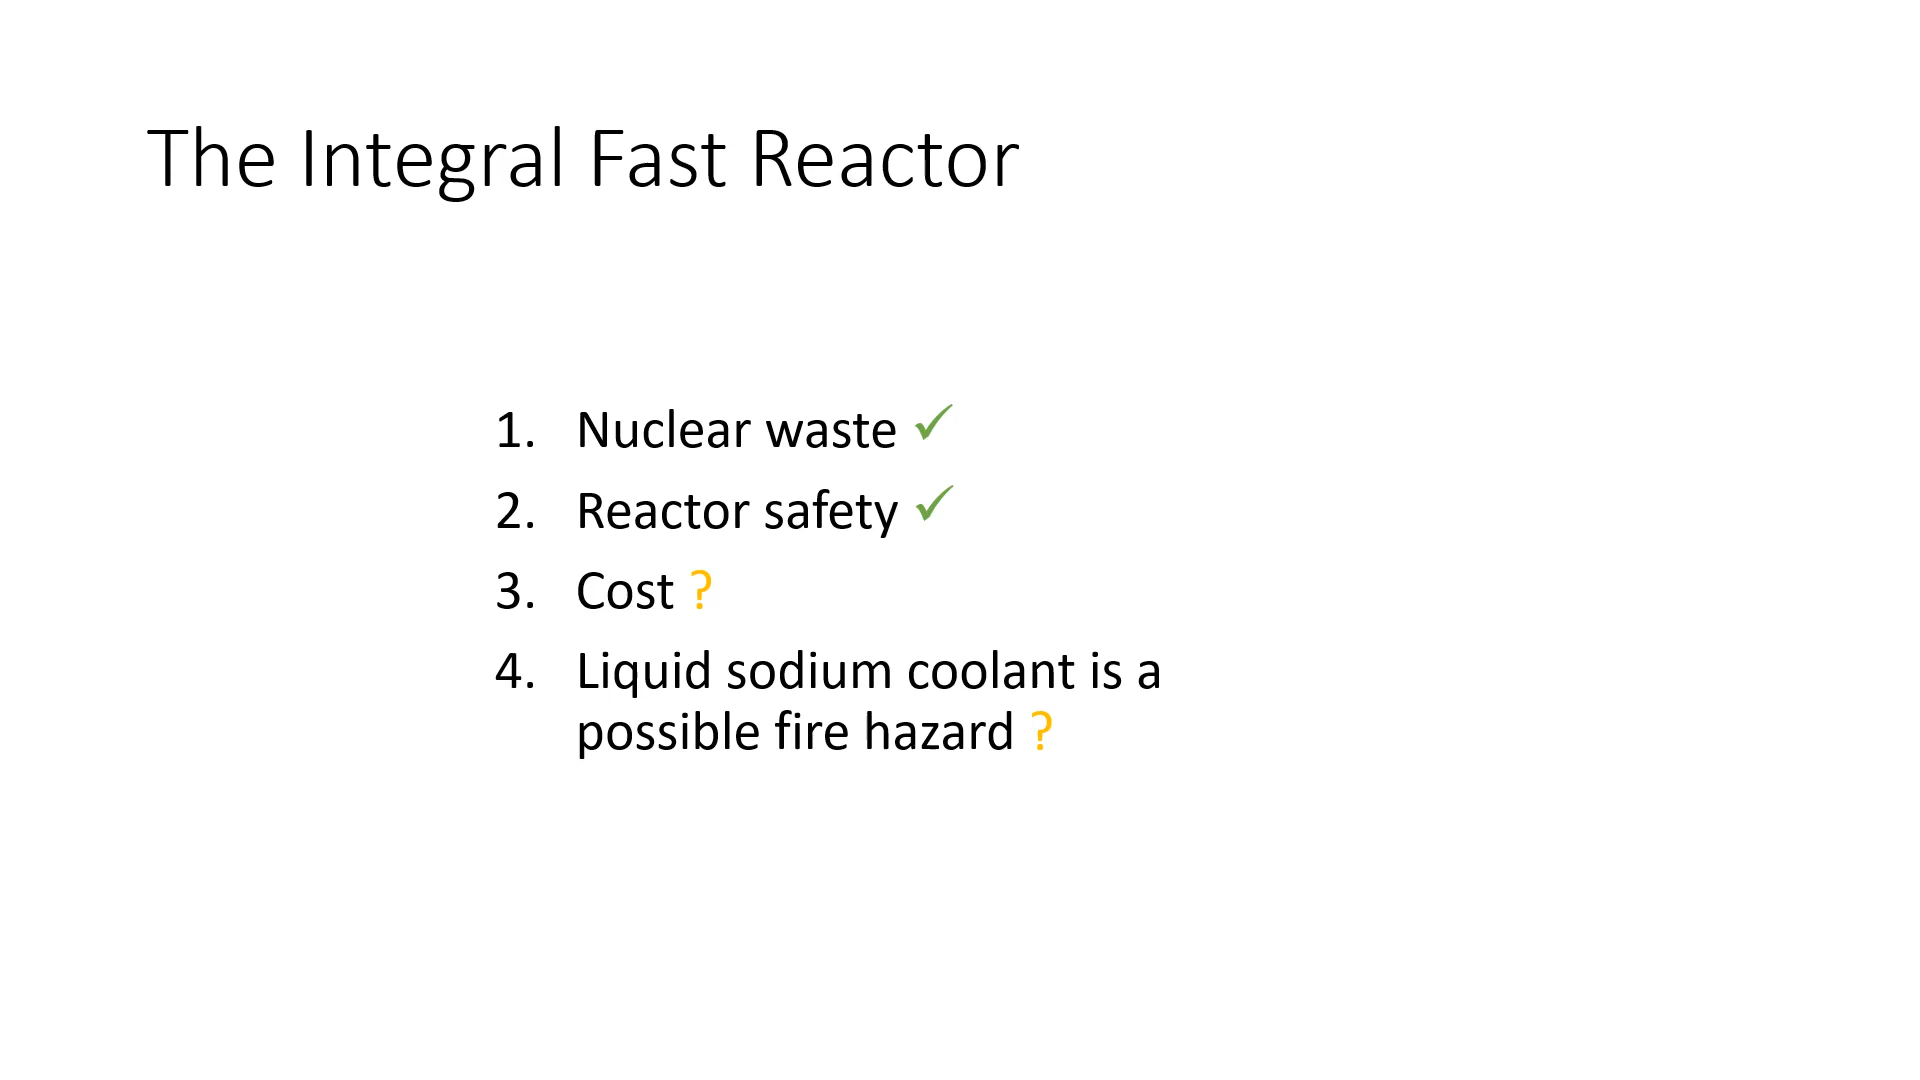 The Integral Fast Reactor
1. Nuclear waste ✓
2. Reactor safety ✓
3. Cost ?
4. Liquid sodium coolant is a
possible fire hazard ?